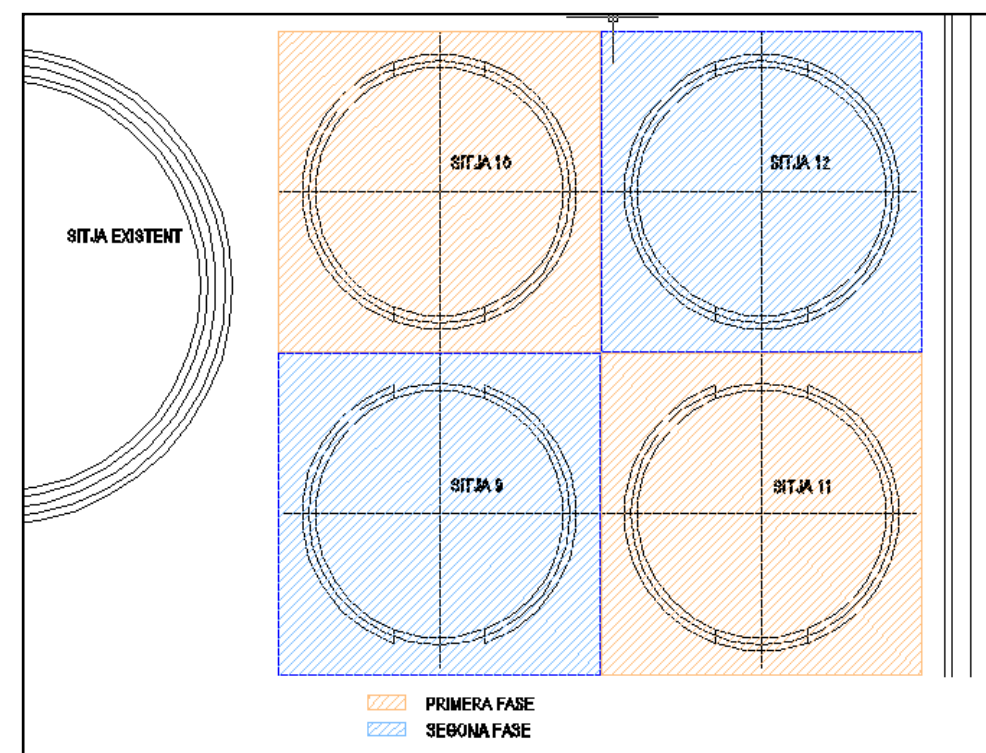 SITJA 10
SITJA 12
SITJA EXISTENT
SITJA 9
SITJA 11
PRIMERA FASE
SEGONA FASE